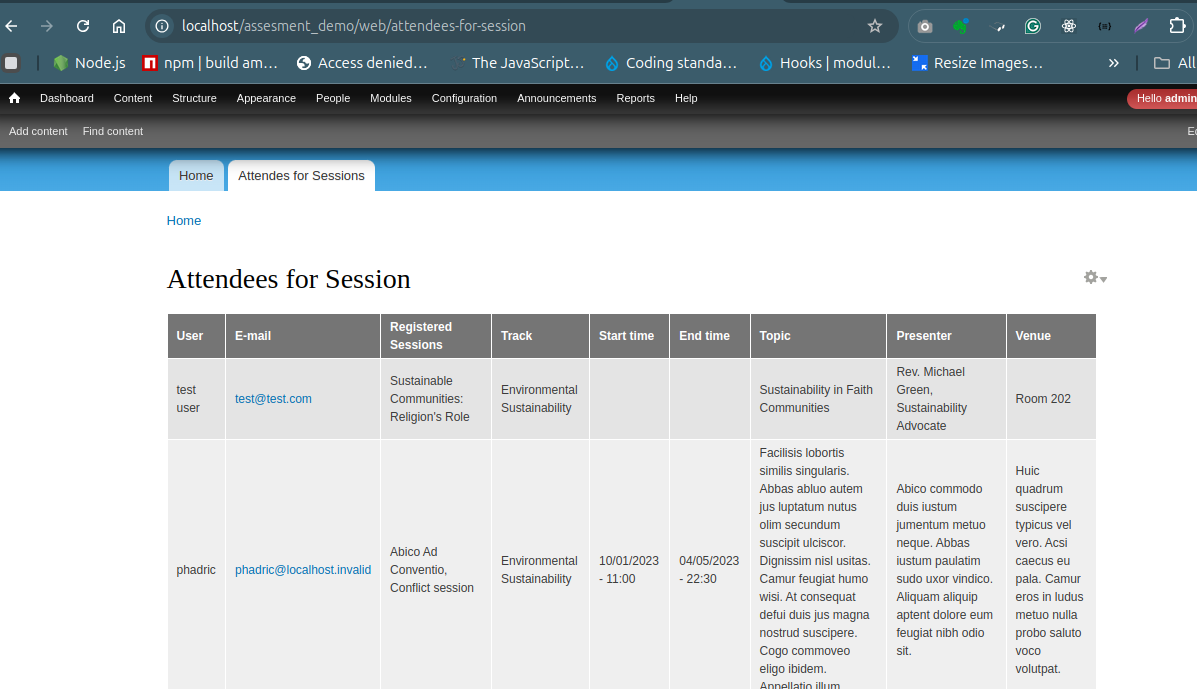 localhost/assesment_demo/web/attendees-for-session
Node.js
npm | build am...
Access denied...
The JavaScript...
Coding standa...
Hooks | modul...
Resize Images...
»
All
Dashboard Content Structure Appearance People Modules Configuration Announcements Reports Help
Hello admin
Add content Find content
Home Attendes for Sessions
Home
Attendees for Session
User E-mail Registered Sessions Track Start time End time Topic Presenter Venue
test user
test@test.com
Sustainable
Communities:
Religion's Role
Environmental
Sustainability
Sustainability in Faith
Communities
Rev. Michael
Green,
Sustainability
Advocate
Room 202
phadric
phadric@localhost.invalid
Abico Ad
Conventio,
Conflict session
Environmental
Sustainability
10/01/2023
- 11:00
04/05/2023
- 22:30
Facilisis lobortis
similis singularis.
Abbas abluo autem
jus luptatum nutus
olim secundum
suscipit ulciscor.
Dignissim nisl usitas.
Camur feugiat humo
wisi. At consequat
defui duis jus magna
nostrud suscipere.
Cogo commoveo
eligo ibidem.
Appellatio illum
Abico commodo
duis iustum
jumentum metuo
neque. Abbas
iustum paulatim
sudo uxor vindico.
Aliquam aliquip
aptent dolore eum
feugiat nibh odio
sit.
Huic
quadrum
suscipere
typicus vel
vero. Acsi
caecus eu
pala. Camur
eros in ludus
metuo nulla
probo saluto
voco
volutpat.